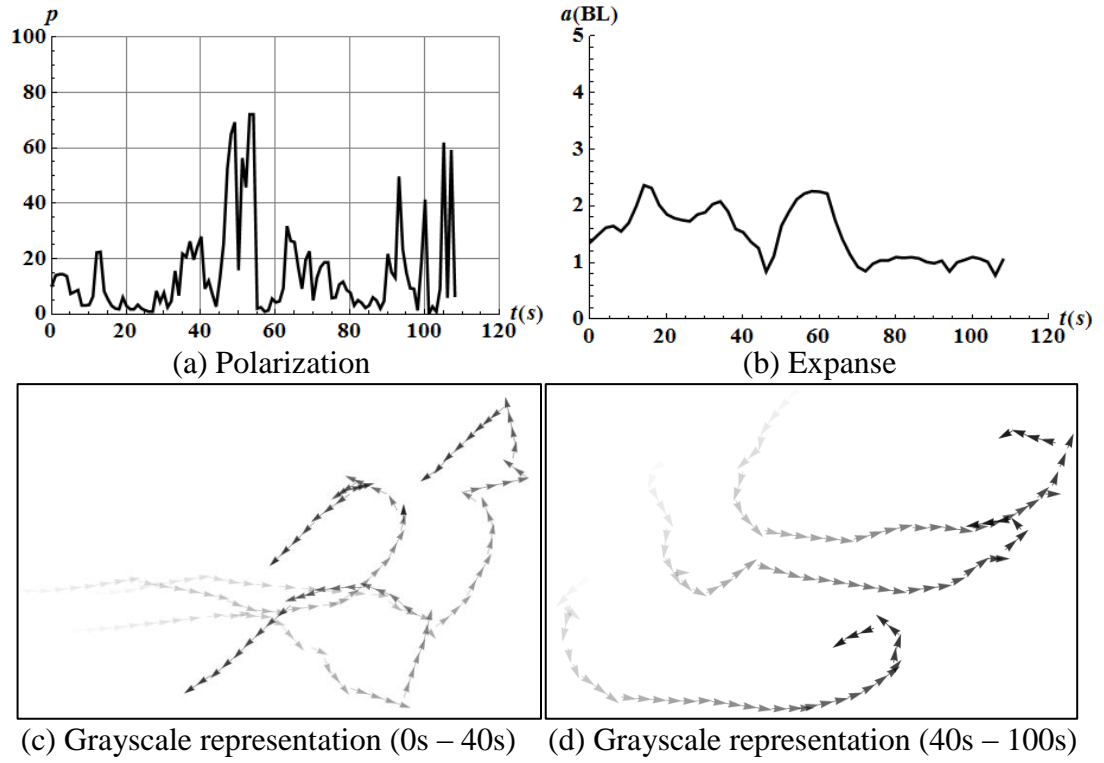 p
100
80
60
40
20
0
0 20 40 60 80 100 120
t(s)
(a) Polarization
a(BL)
5
4
3
2
1
0
0 20 40 60 80 100 120
t(s)
(b) Expanse
(c) Grayscale representation (0s – 40s)
(d) Grayscale representation (40s – 100s)